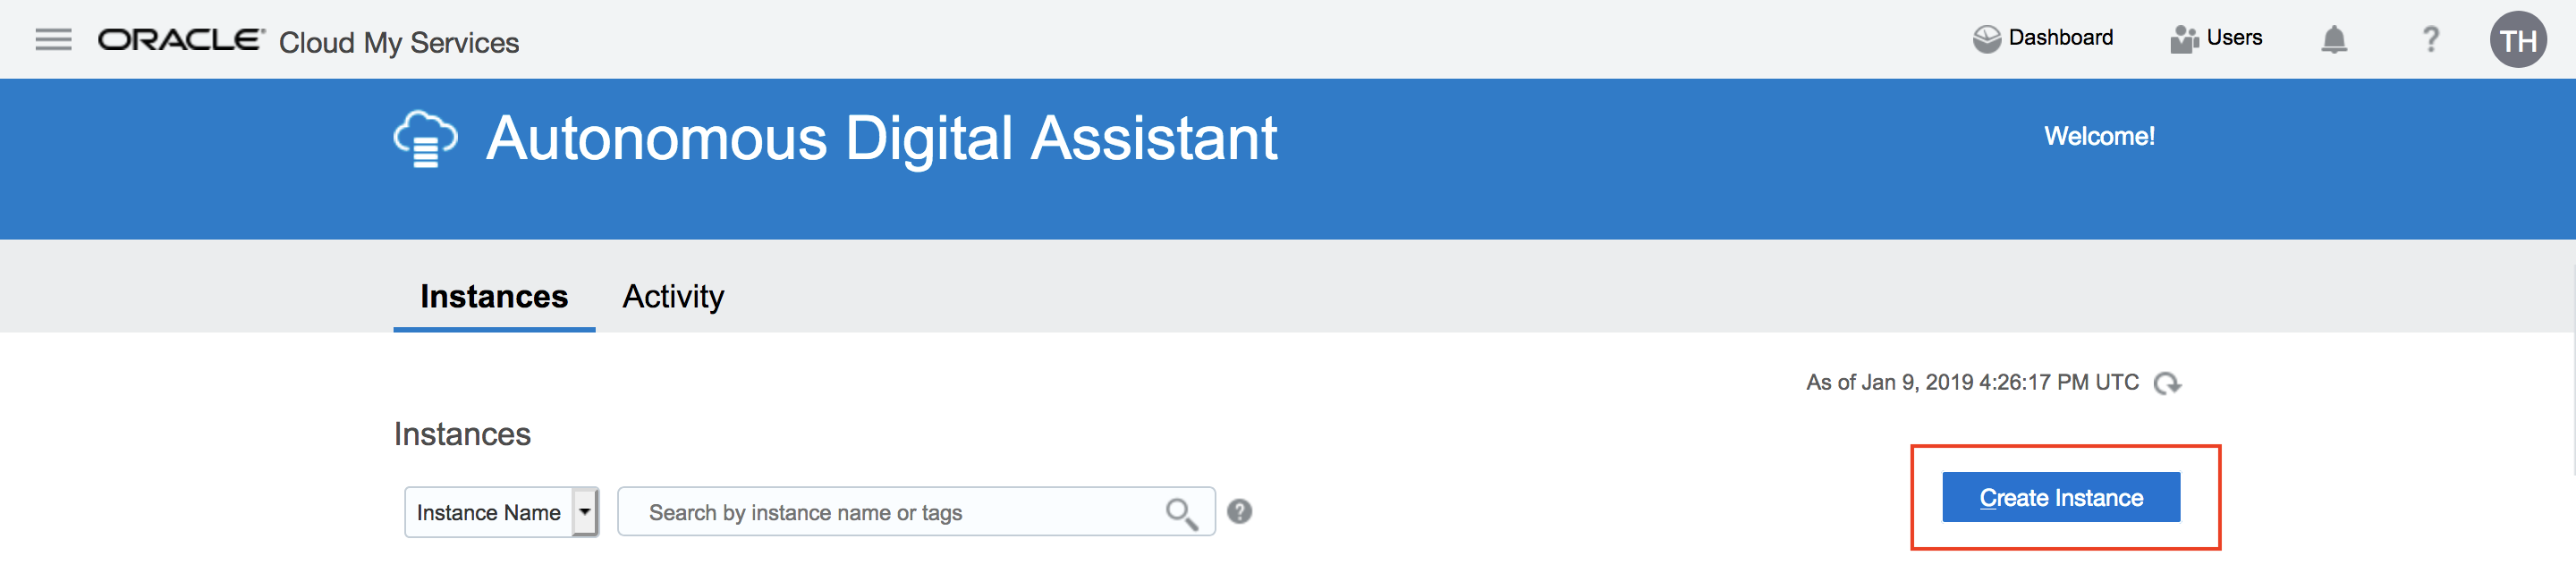 ORACLE® Cloud My Services
Dashboard
Users
?
TH
Autonomous Digital Assistant
Welcome!
Instances
Activity
As of Jan 9, 2019 4:26:17 PM UTC
Instances
Instance Name
Search by instance name or tags
?
Create Instance